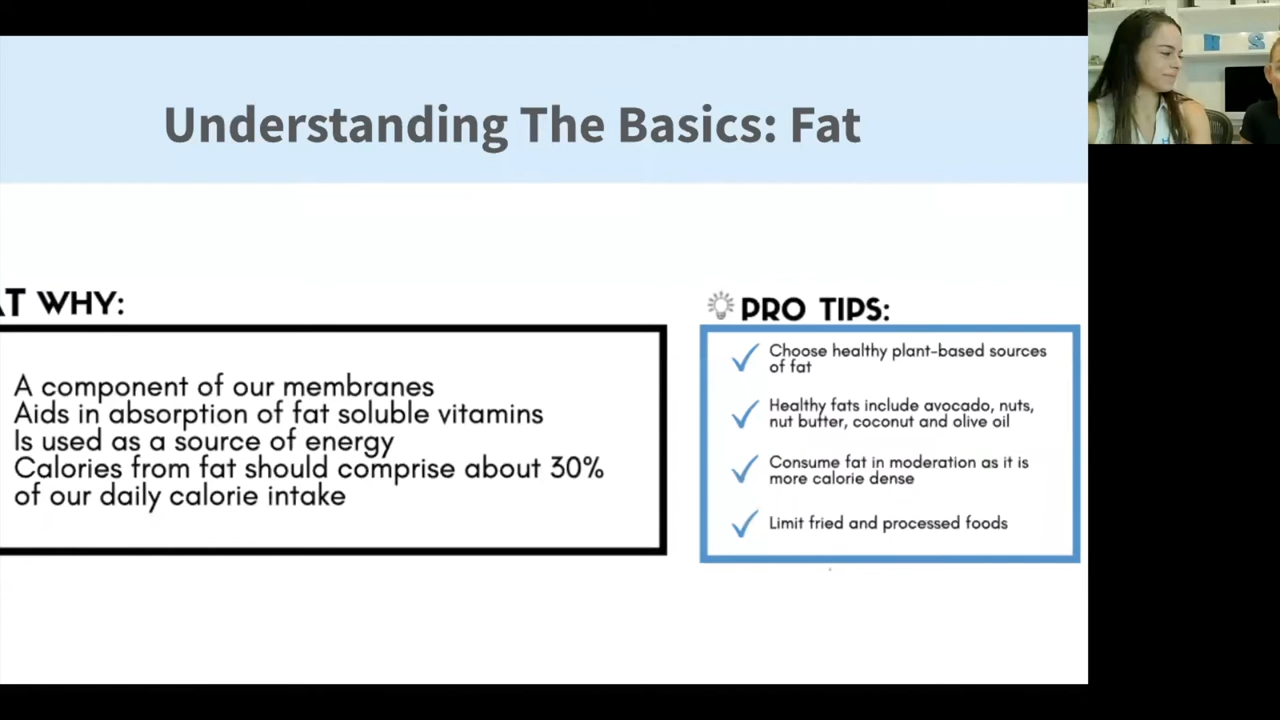 Understanding The Basics: Fat
AT WHY:
A component of our membranes
Aids in absorption of fat soluble vitamins
Is used as a source of energy
Calories from fat should comprise about 30%
of our daily calorie intake
PRO TIPS:
Choose healthy plant-based sources
of fat
Healthy fats include avocado, nuts,
nut butter, coconut and olive oil
Consume fat in moderation as it is
more calorie dense
Limit fried and processed foods